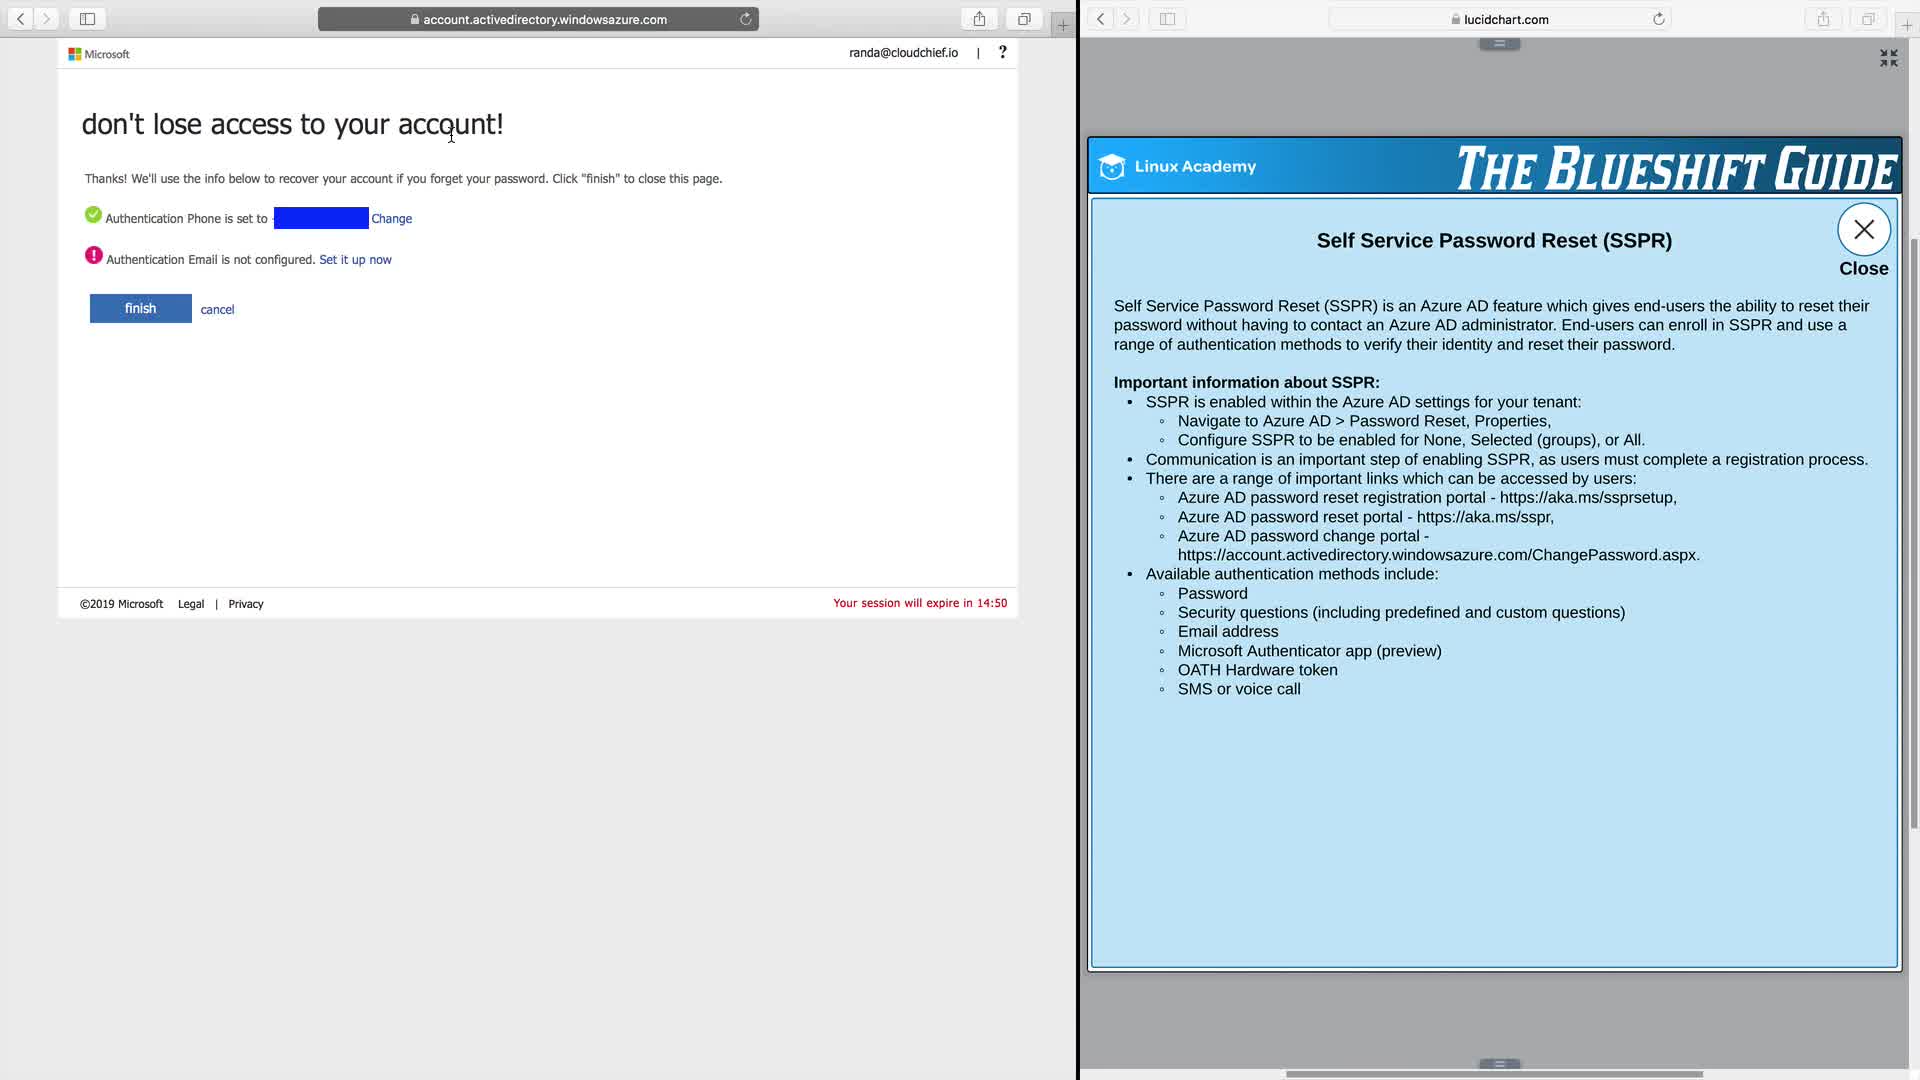 account.activedirectory.windowsazure.com
Microsoft
randa@cloudchief.io | ?
don't lose access to your account!
Thanks! We'll use the info below to recover your account if you forget your password. Click "finish" to close this page.
Authentication Phone is set to Change
Authentication Email is not configured. Set it up now
finish cancel
©2019 Microsoft Legal | Privacy
Your session will expire in 14:50
lucidchart.com
Linux Academy
THE BLUESHIFT GUIDE
Self Service Password Reset (SSPR)
Close
Self Service Password Reset (SSPR) is an Azure AD feature which gives end-users the ability to reset their
password without having to contact an Azure AD administrator. End-users can enroll in SSPR and use a
range of authentication methods to verify their identity and reset their password.
Important information about SSPR:
• SSPR is enabled within the Azure AD settings for your tenant:
◦ Navigate to Azure AD > Password Reset, Properties,
◦ Configure SSPR to be enabled for None, Selected (groups), or All.
• Communication is an important step of enabling SSPR, as users must complete a registration process.
• There are a range of important links which can be accessed by users:
◦ Azure AD password reset registration portal - https://aka.ms/ssprsetup,
◦ Azure AD password reset portal - https://aka.ms/sspr,
◦ Azure AD password change portal -
https://account.activedirectory.windowsazure.com/ChangePassword.aspx.
• Available authentication methods include:
◦ Password
◦ Security questions (including predefined and custom questions)
◦ Email address
◦ Microsoft Authenticator app (preview)
◦ OATH Hardware token
◦ SMS or voice call